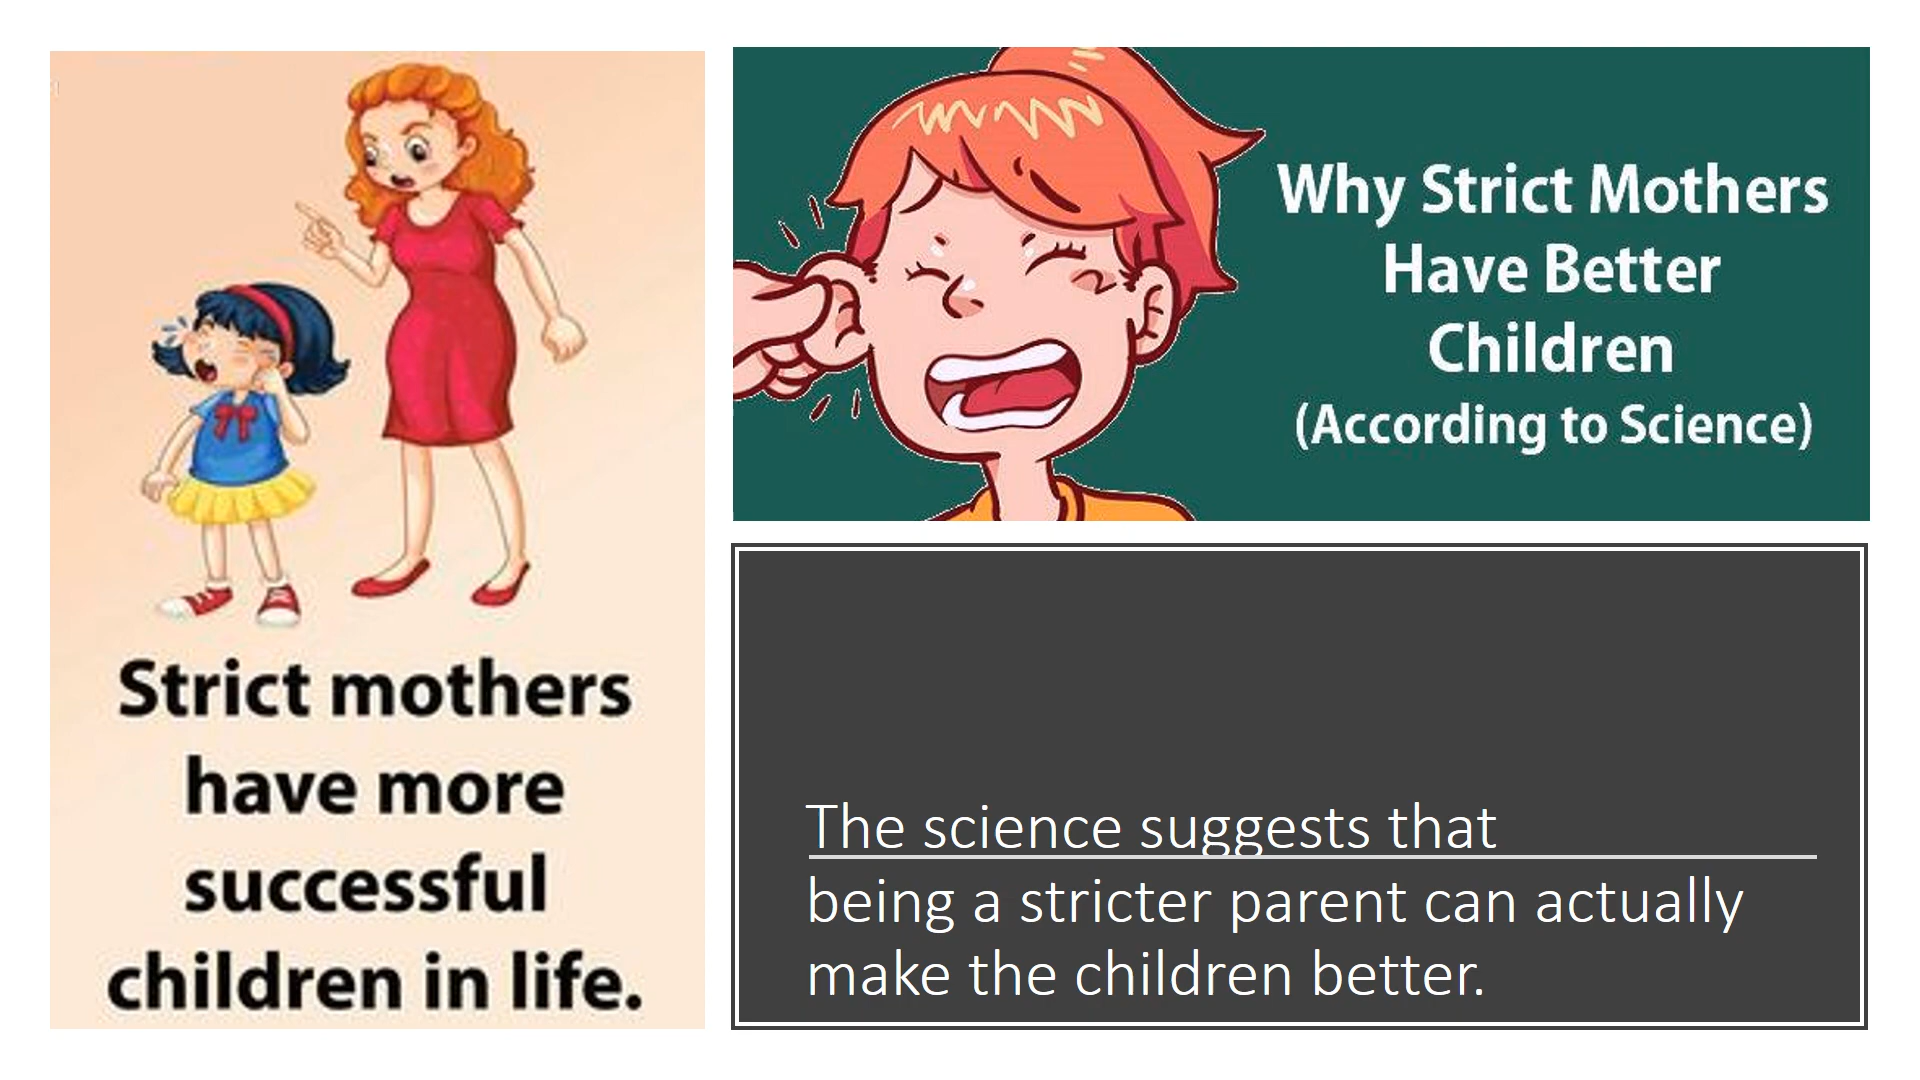 Strict mothers
have more
successful
children in life.
Why Strict Mothers
Have Better
Children
(According to Science)
The science suggests that
being a stricter parent can actually
make the children better.